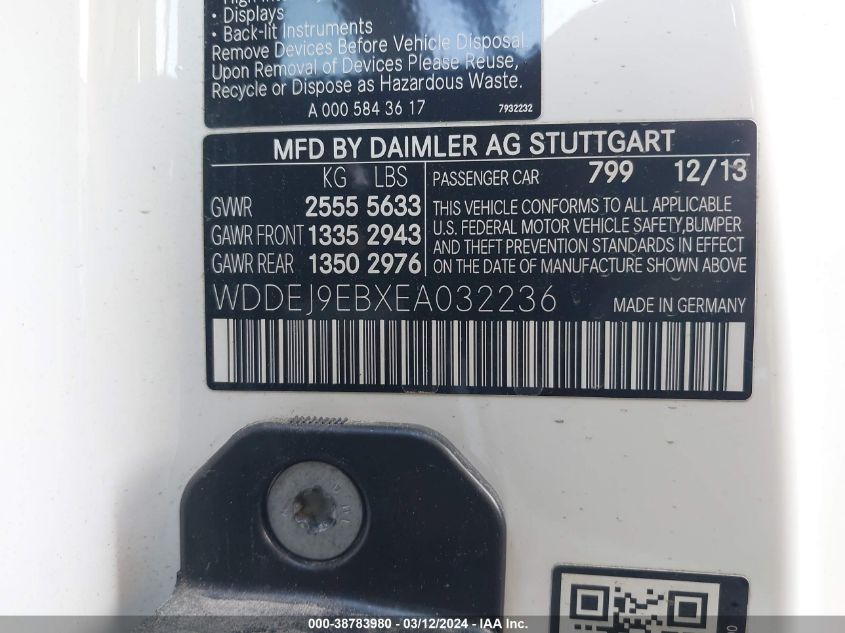 • Displays
• Back-lit Instruments
Remove Devices Before Vehicle Disposal
Upon Removal of Devices Please Reuse,
Recycle or Dispose as Hazardous Waste.
A 000 584 36 17 7932232
MFD BY DAIMLER AG STUTTGART
KG LBS
GVWR 2555 5633
GAWR FRONT 1335 2943
GAWR REAR 1350 2976
PASSENGER CAR 799 12/13
THIS VEHICLE CONFORMS TO ALL APPLICABLE
U.S. FEDERAL MOTOR VEHICLE SAFETY,BUMPER
AND THEFT PREVENTION STANDARDS IN EFFECT
ON THE DATE OF MANUFACTURE SHOWN ABOVE
WDDEJ9EBXEA032236 MADE IN GERMANY
000-38783980 - 03/12/2024 - IAA Inc.